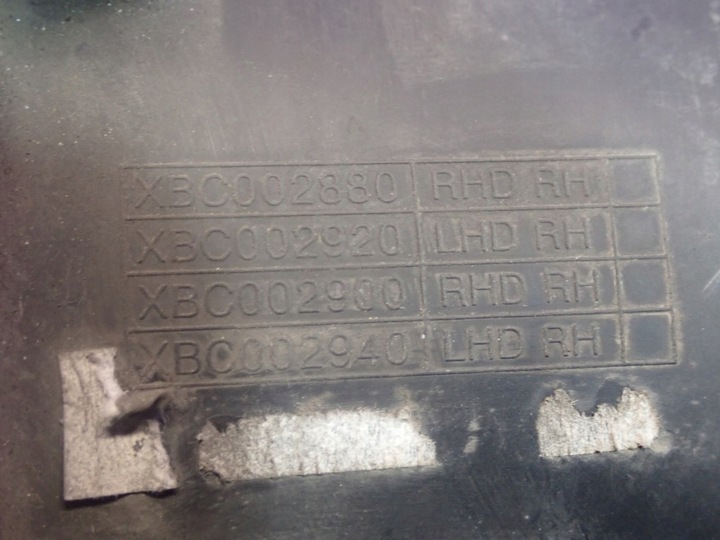 XBC002880 RHD RH
XBC002920 LHD RH
XBC002900 RHD RH
XBC002940 LHD RH